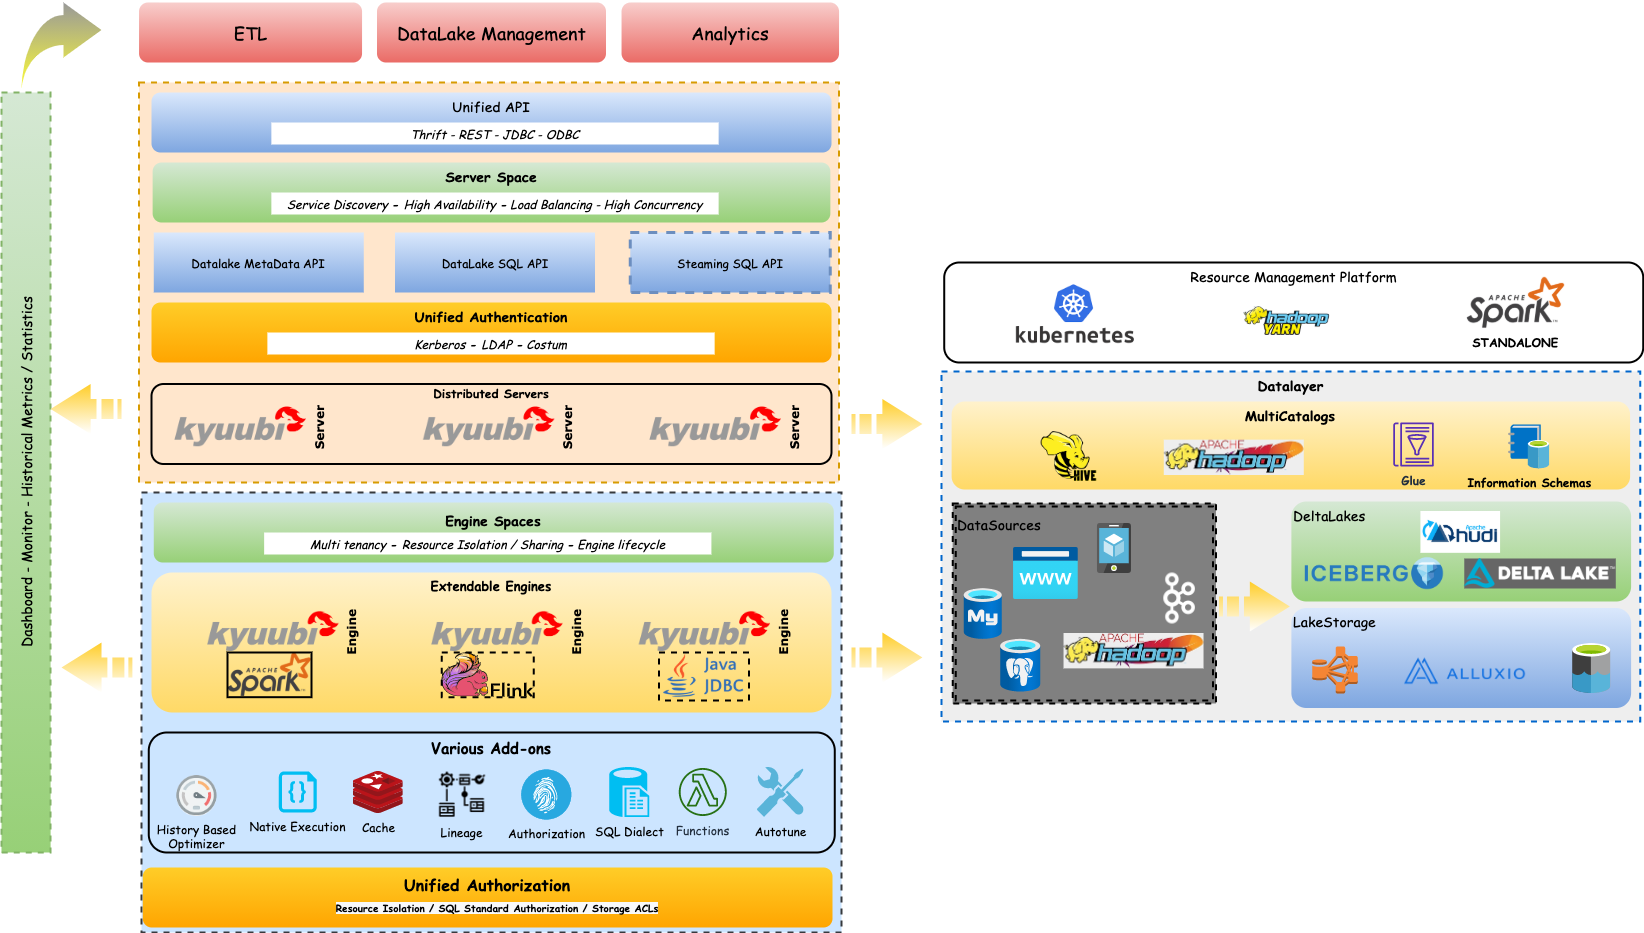 ETL
DataLake Management
Analytics
Unified API
Thrift - REST - JDBC - ODBC
Server Space
Service Discovery – High Availability – Load Balancing - High Concurrency
Datalake MetaData API
DataLake SQL API
Steaming SQL API
Unified Authentication
Kerberos – LDAP – Costum
Distributed Servers
kyuubi Server
kyuubi Server
kyuubi Server
Dashboard - Monitor - Historical Metrics / Statistics
Engine Spaces
Multi tenancy – Resource Isolation / Sharing – Engine lifecycle
Extendable Engines
kyuubi Engine
kyuubi Engine
kyuubi Engine
APACHE
Spark
Flink
Java
JDBC
Various Add-ons
History Based
Optimizer
Native Execution
Cache
Lineage
Authorization
SQL Dialect
Functions
Autotune
Unified Authorization
Resource Isolation / SQL Standard Authorization / Storage ACLs
Resource Management Platform
kubernetes
hadoop
YARN
APACHE
Spark
STANDALONE
Datalayer
MultiCatalogs
HIVE
APACHE
hadoop
Glue
Information Schemas
DataSources
WWW
My
APACHE
hadoop
DeltaLakes
Apache
hudi
ICEBERG
DELTA LAKE
LakeStorage
ALLUXIO